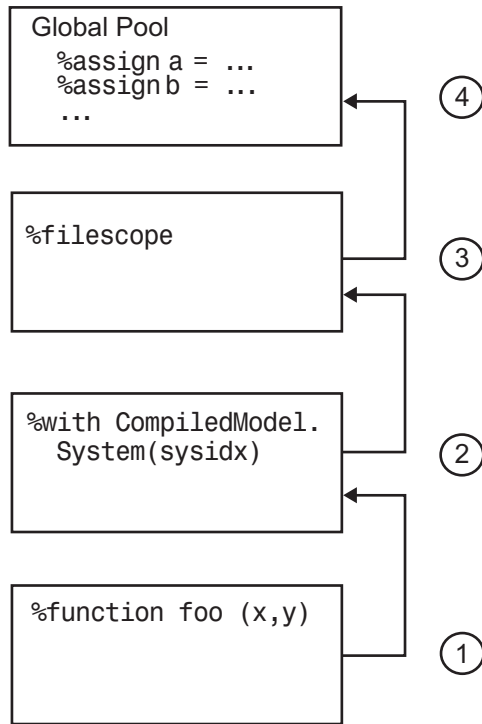 Global Pool
%assign a = ...
%assign b = ...
...
4
%filescope
3
%with CompiledModel.
System(sysidx)
2
%function foo (x,y)
1